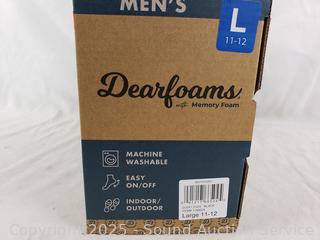 MEN'S
L
11-12
Dearfoams
with Memory Foam
MACHINE
WASHABLE
EASY
ON/OFF
INDOOR/
OUTDOOR
Large 11-12
Copyright © 2025 - Sound Auction Service